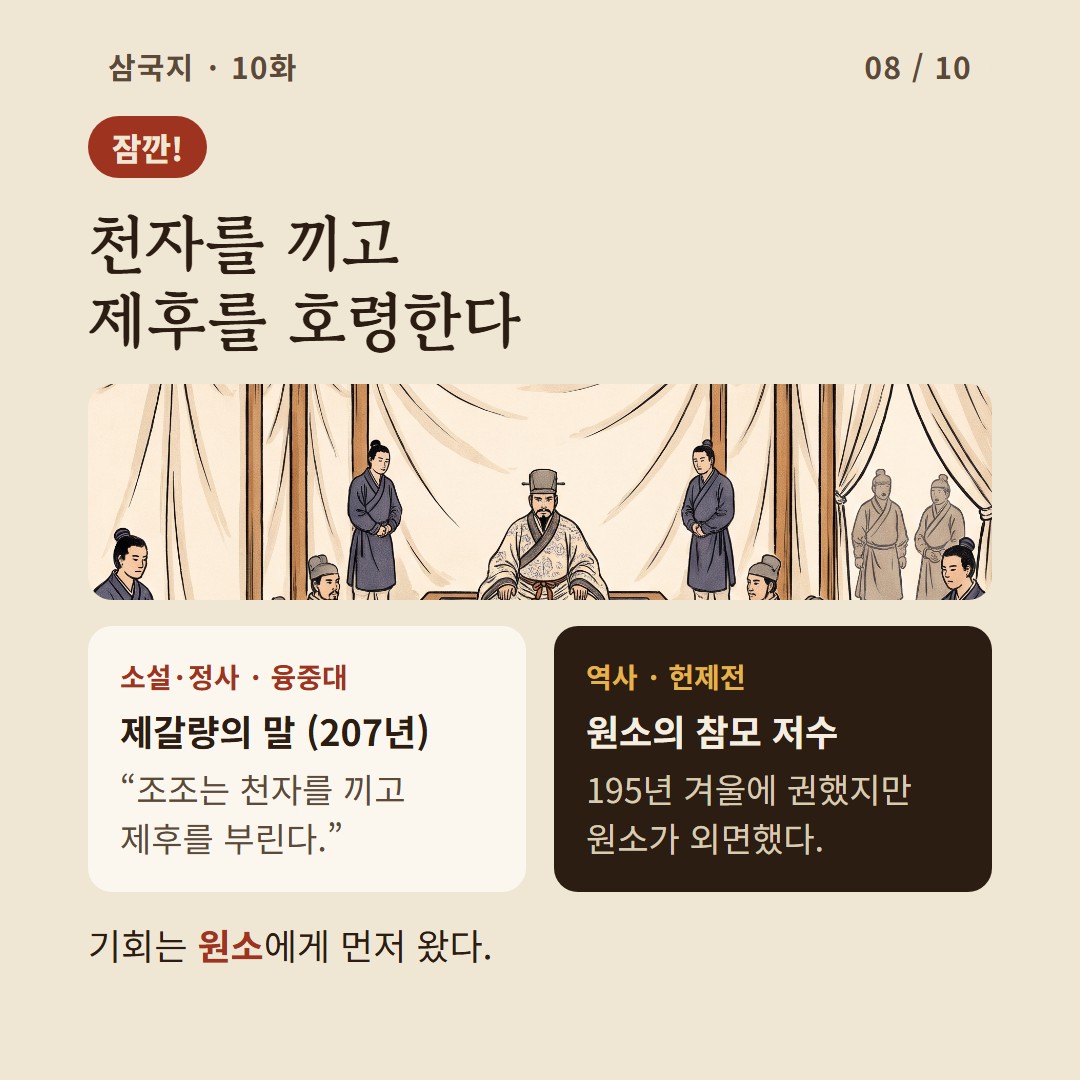 삼국지 · 10화
08 / 10
잠깐!
천자를 끼고
제후를 호령한다
소설·정사 · 융중대
제갈량의 말 (207년)
“조조는 천자를 끼고
제후를 부린다.”
역사 · 헌제전
원소의 참모 저수
195년 겨울에 권했지만
원소가 외면했다.
기회는 원소에게 먼저 왔다.